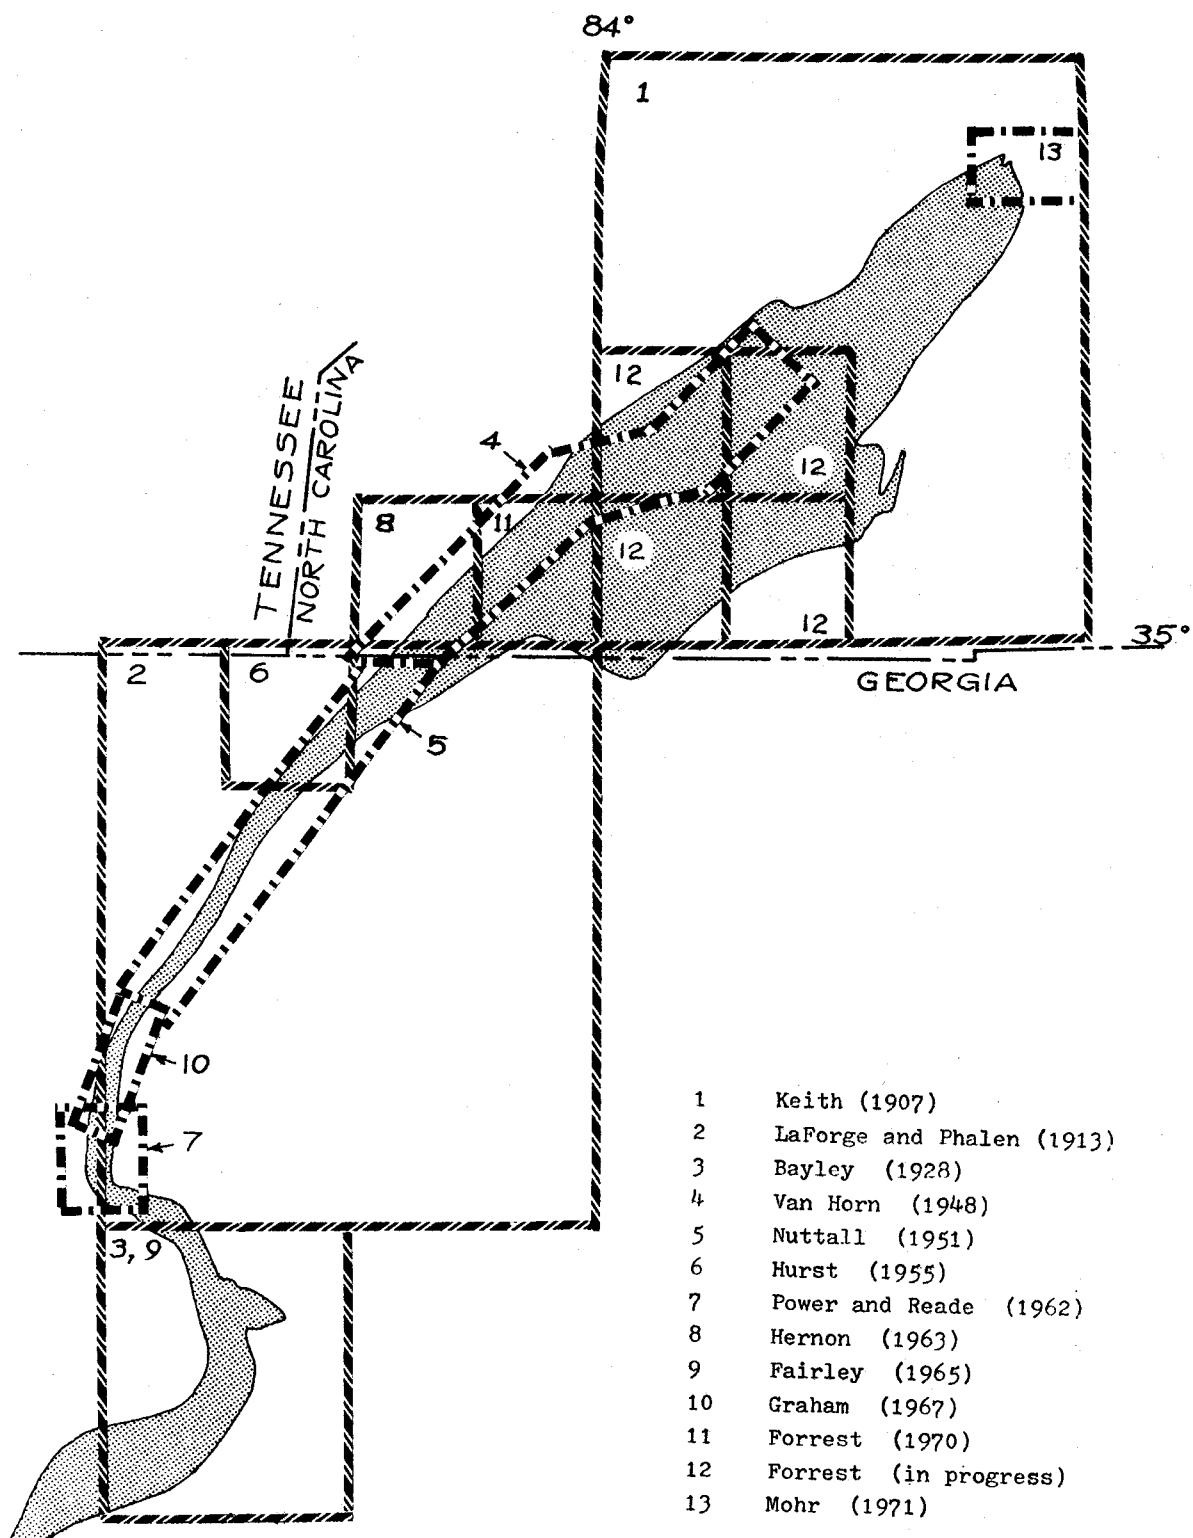 84°
1
13
12
TENNESSEE
NORTH CAROLINA
4
12
8
11
12
12
35°
2
6
GEORGIA
5
10
7
3, 9
1 Keith (1907)
2 LaForge and Phalen (1913)
3 Bayley (1928)
4 Van Horn (1948)
5 Nuttall (1951)
6 Hurst (1955)
7 Power and Reade (1962)
8 Hernon (1963)
9 Fairley (1965)
10 Graham (1967)
11 Forrest (1970)
12 Forrest (in progress)
13 Mohr (1971)